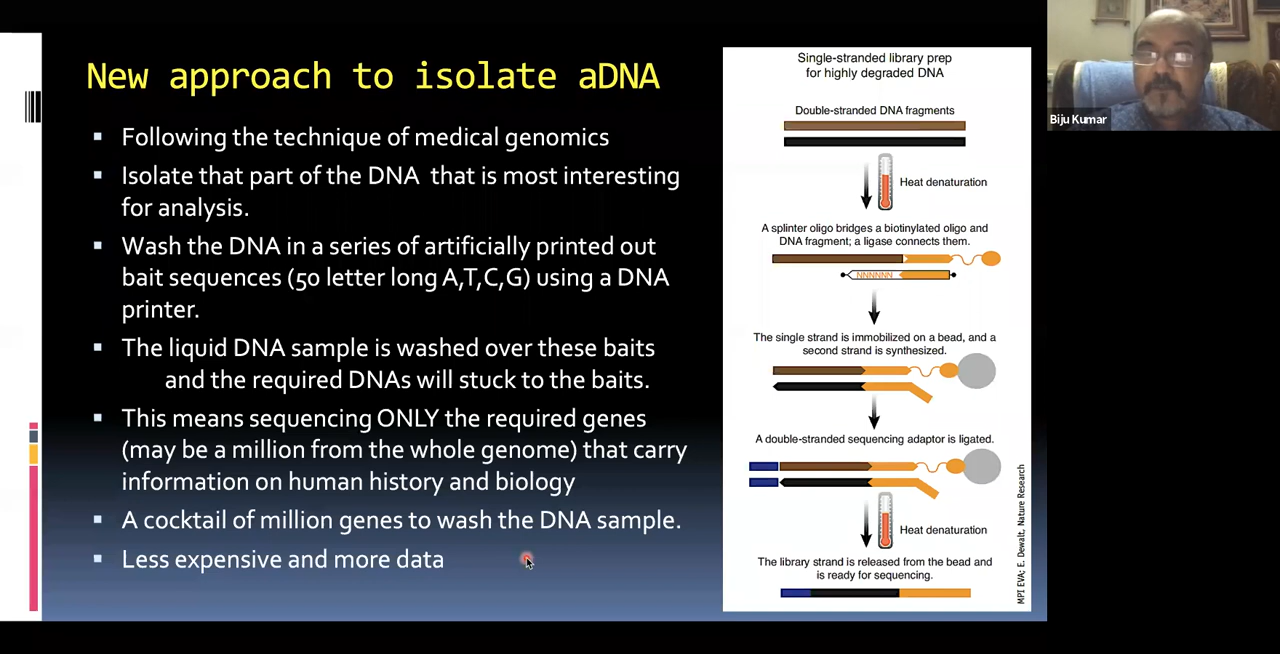 New approach to isolate aDNA
▪ Following the technique of medical genomics
▪ Isolate that part of the DNA that is most interesting
for analysis.
▪ Wash the DNA in a series of artificially printed out
bait sequences (50 letter long A,T,C,G) using a DNA
printer.
▪ The liquid DNA sample is washed over these baits
and the required DNAs will stuck to the baits.
▪ This means sequencing ONLY the required genes
(may be a million from the whole genome) that carry
information on human history and biology
▪ A cocktail of million genes to wash the DNA sample.
▪ Less expensive and more data
Single-stranded library prep
for highly degraded DNA
Double-stranded DNA fragments
Heat denaturation
A splinter oligo bridges a biotinylated oligo and
DNA fragment; a ligase connects them.
NNNNNN
The single strand is immobilized on a bead, and a
second strand is synthesized.
A double-stranded sequencing adaptor is ligated.
Heat denaturation
The library strand is released from the bead and
is ready for sequencing.
MPI EVA; E. Dewalt, Nature Research
Biju Kumar